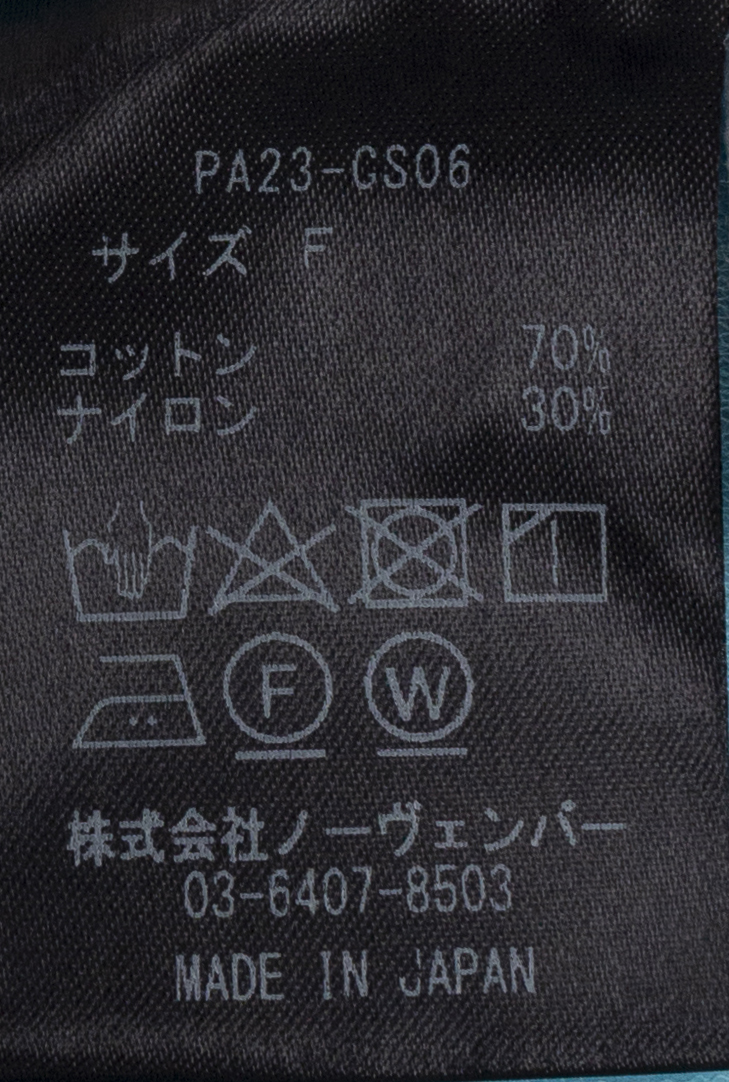 PA23-GS06
サイズ F
コットン 70%
ナイロン 30%
F W
株式会社ノーヴェンバー
03-6407-8503
MADE IN JAPAN